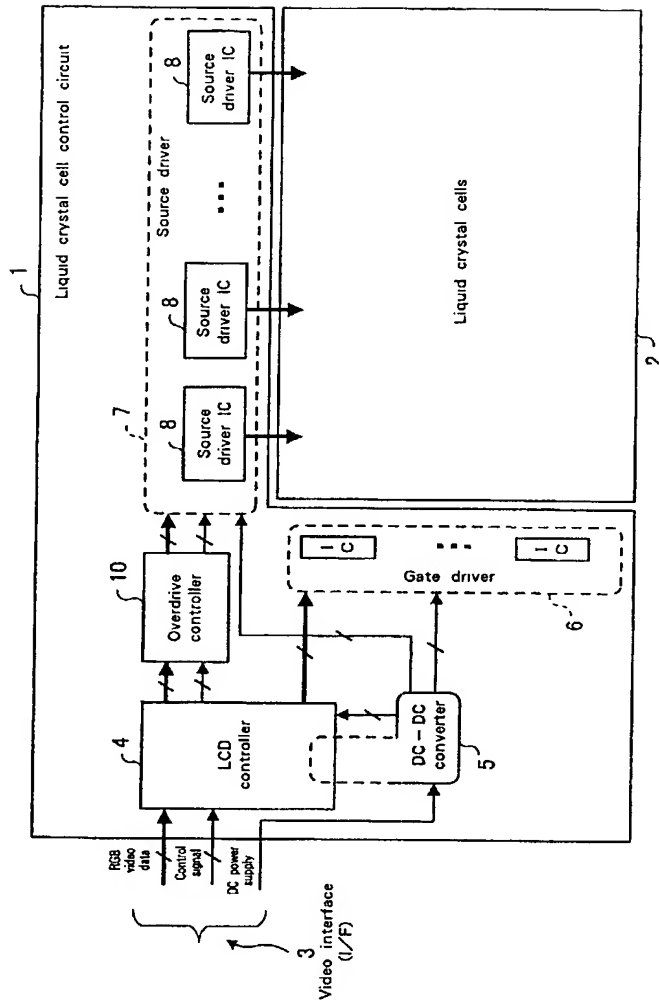 1
Liquid crystal cell control circuit
7
Source driver
8
Source
driver IC
8
Source
driver IC
8
Source
driver IC
10
Overdrive
controller
4
LCD
controller
RGB
video
data
Control
signal
DC power
supply
3
Video interface
(I/F)
DC-DC
converter
5
I C
I C
Gate driver
6
Liquid crystal cells
2